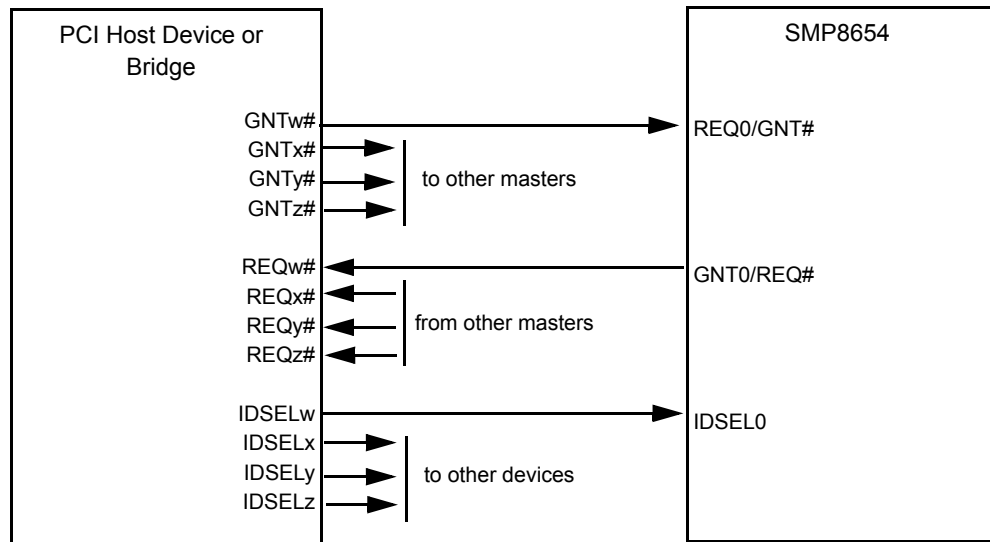 PCI Host Device or
Bridge
SMP8654
GNTw#
REQ0/GNT#
GNTx#
GNTy#
to other masters
GNTz#
REQw#
GNT0/REQ#
REQx#
REQy#
from other masters
REQz#
IDSELw
IDSEL0
IDSELx
IDSELy
to other devices
IDSELz